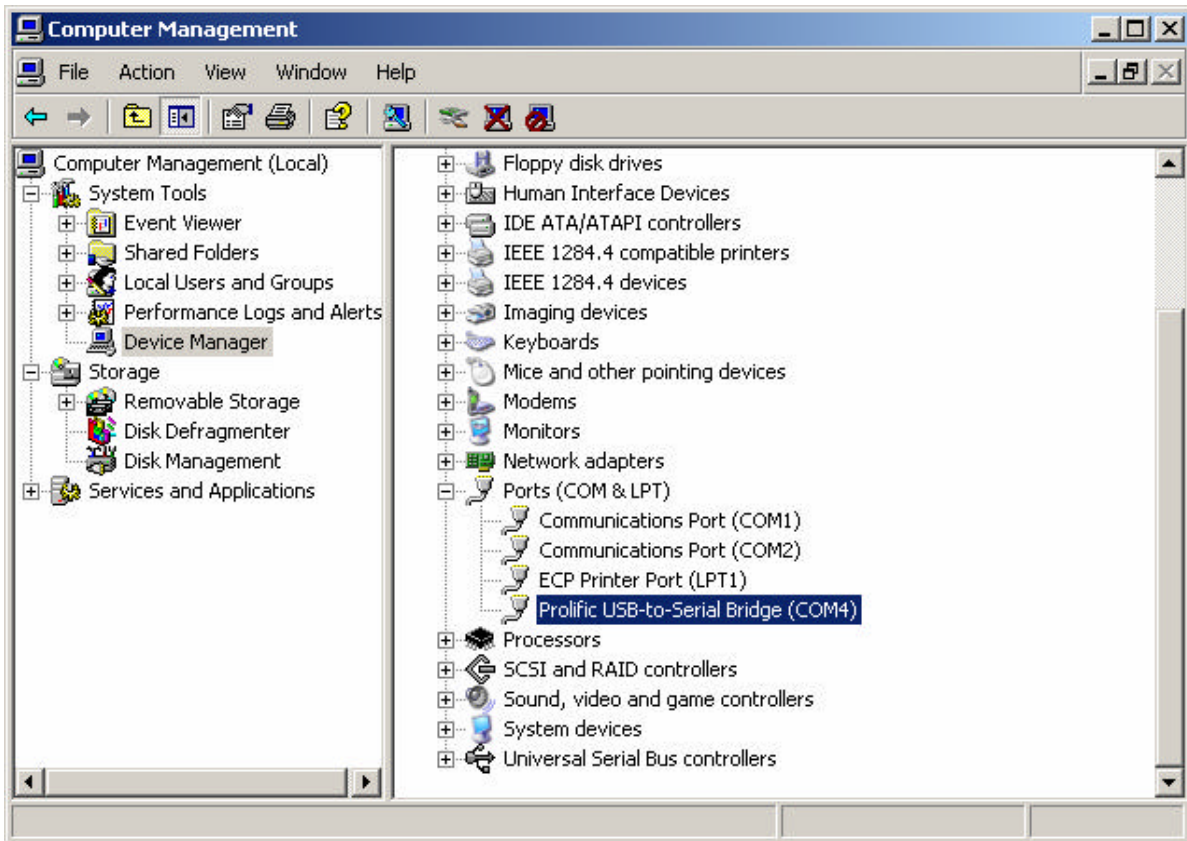 Computer Management
File Action View Window Help
Computer Management (Local)
System Tools
Event Viewer
Shared Folders
Local Users and Groups
Performance Logs and Alerts
Device Manager
Storage
Removable Storage
Disk Defragmenter
Disk Management
Services and Applications
Floppy disk drives
Human Interface Devices
IDE ATA/ATAPI controllers
IEEE 1284.4 compatible printers
IEEE 1284.4 devices
Imaging devices
Keyboards
Mice and other pointing devices
Modems
Monitors
Network adapters
Ports (COM & LPT)
Communications Port (COM1)
Communications Port (COM2)
ECP Printer Port (LPT1)
Prolific USB-to-Serial Bridge (COM4)
Processors
SCSI and RAID controllers
Sound, video and game controllers
System devices
Universal Serial Bus controllers